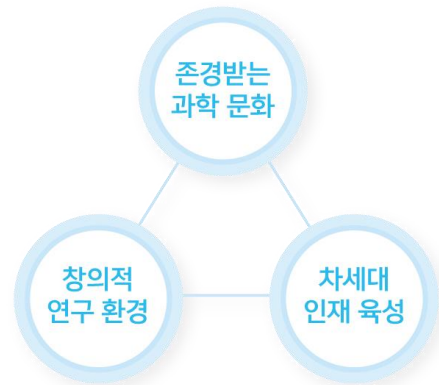 존경받는
과학 문화
창의적
연구 환경
차세대
인재 육성